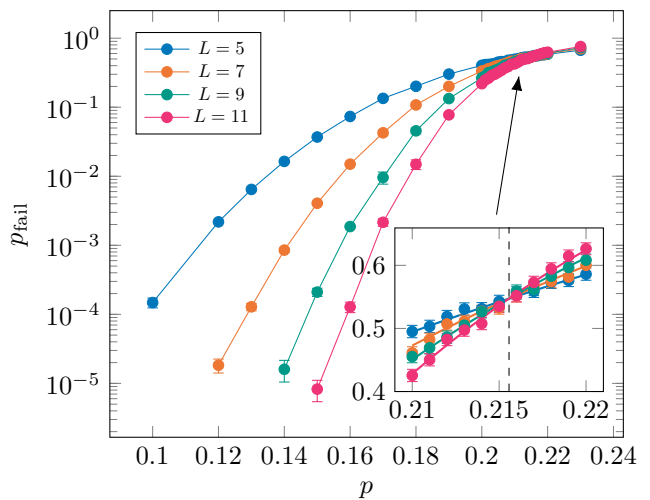 10⁰
10⁻¹
10⁻²
10⁻³
10⁻⁴
10⁻⁵
p_fail
L = 5
L = 7
L = 9
L = 11
0.6
0.5
0.4
0.21 0.215 0.22
0.1 0.12 0.14 0.16 0.18 0.2 0.22 0.24
p